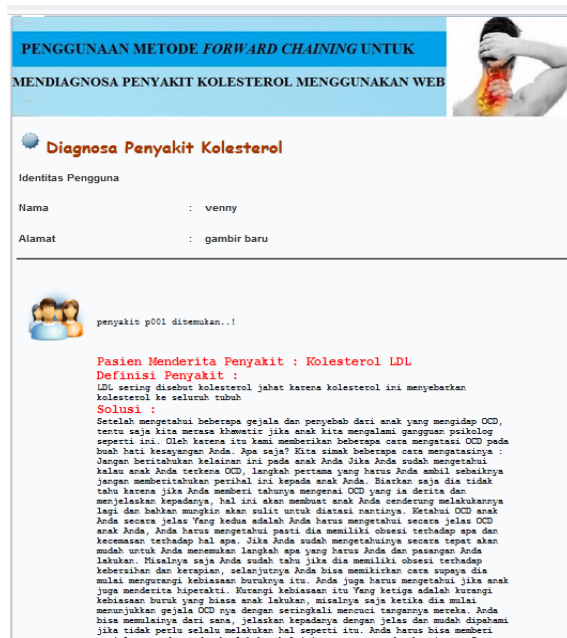 PENGGUNAAN METODE FORWARD CHAINING UNTUK
MENDIAGNOSA PENYAKIT KOLESTEROL MENGGUNAKAN WEB
Diagnosa Penyakit Kolesterol
Identitas Pengguna
Nama : venny
Alamat : gambir baru
penyakit p001 ditemukan..!
Pasien Menderita Penyakit : Kolesterol LDL
Definisi Penyakit :
LDL sering disebut kolesterol jahat karena kolesterol ini menyebarkan
kolesterol ke seluruh tubuh
Solusi :
Setelah mengetahui beberapa gejala dan penyebab dari anak yang mengidap OCD,
tentu saja kita merasa khawatir jika anak kita mengalami gangguan psikolog
seperti ini. Oleh karena itu kami memberikan beberapa cara mengatasi OCD pada
buah hati kesayangan Anda. Apa saja? Kita simak beberapa cara mengatasinya :
Jangan beritahukan kelainan ini pada anak Anda Jika Anda sudah mengetahui
kalau anak Anda terkena OCD, langkah pertama yang harus Anda ambil sebaiknya
jangan memberitahukan perihal ini kepada anak Anda. Biarkan saja dia tidak
tahu karena jika Anda memberi tahunya mengenai OCD yang ia derita dan
menjelaskan kepadanya, hal ini akan membuat anak Anda cenderung melakukannya
lagi dan bahkan mungkin akan sulit untuk diatasi nantinya. Ketahui OCD anak
Anda secara jelas Yang kedua adalah Anda harus mengetahui secara jelas OCD
anak Anda, Anda harus mengetahui pasti dia memiliki obsesi terhadap apa dan
kecemasan terhadap hal apa. Jika Anda sudah mengetahuinya secara tepat akan
mudah untuk Anda menemukan langkah apa yang harus Anda dan pasangan Anda
lakukan. Misalnya saja Anda sudah tahu jika dia memiliki obsesi terhadap
kebersihan dan kerapian, selanjutnya Anda bisa memikirkan cara supaya dia
mulai mengurangi kebiasaan buruknya itu. Anda juga harus mengetahui jika anak
juga menderita hiperakti. Kurangi kebiasaan itu Yang ketiga adalah kurangi
kebiasaan buruk yang biasa anak lakukan, misalnya saja ketika dia mulai
menunjukkan gejala OCD nya dengan seringkali mencuci tangannya mereka. Anda
bisa memulainya dari sana, jelaskan kepadanya dengan jelas dan mudah dipahami
jika tidak perlu selalu melakukan hal seperti itu. Anda harus bisa memberi